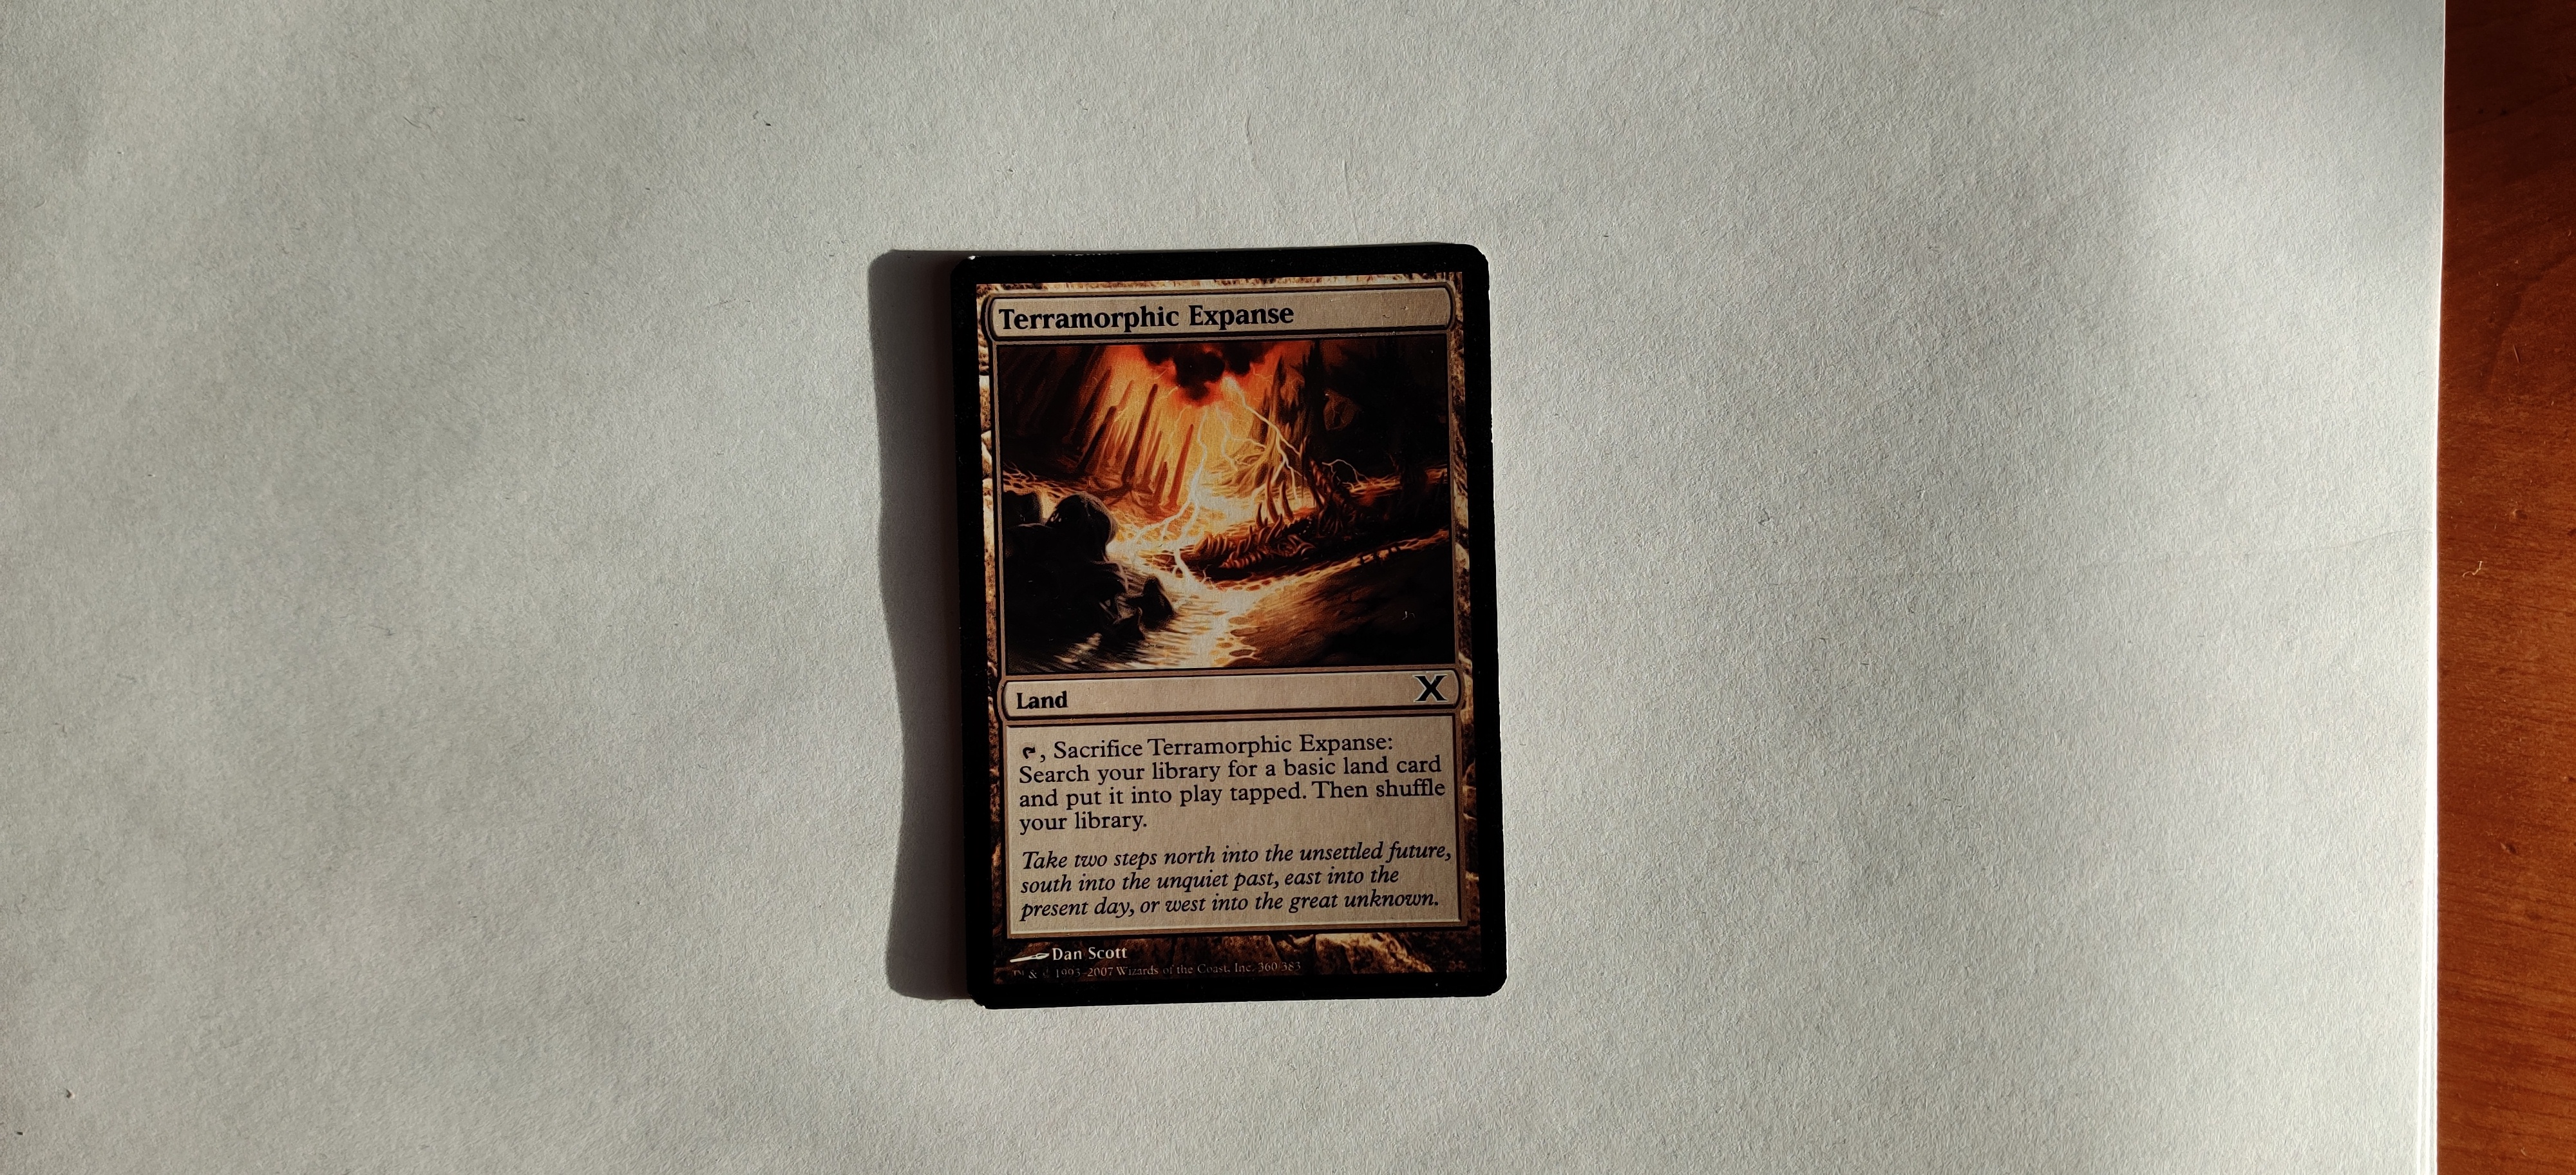 Terramorphic Expanse
Land
X
, Sacrifice Terramorphic Expanse:
Search your library for a basic land card
and put it into play tapped. Then shuffle
your library.
Take two steps north into the unsettled future,
south into the unquiet past, east into the
present day, or west into the great unknown.
Dan Scott
& © 1993-2007 Wizards of the Coast, Inc. 360/383